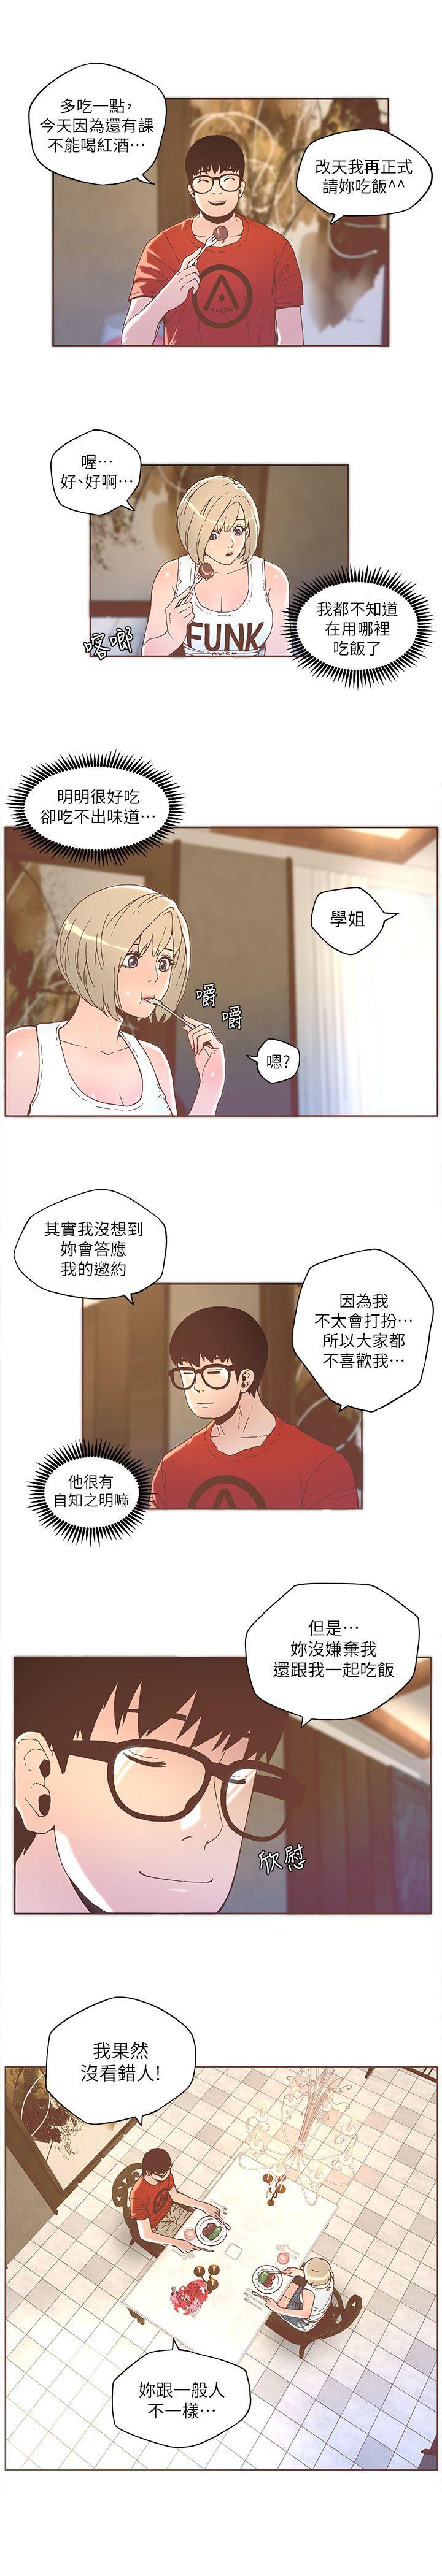 多吃一點，
今天因為還有課
不能喝紅酒…
改天我再正式
請妳吃飯^^
ALIEN
喔…
好、好啊…
喀啷
FUNK
ALIEN
我都不知道
在用哪裡
吃飯了
明明很好吃
卻吃不出味道…
學姐
嚼
嚼
嗯?
其實我沒想到
妳會答應
我的邀約
因為我
不太會打扮…
所以大家都
不喜歡我…
他很有
自知之明嘛
但是…
妳沒嫌棄我
還跟我一起吃飯
欣慰
我果然
沒看錯人!
妳跟一般人
不一樣…